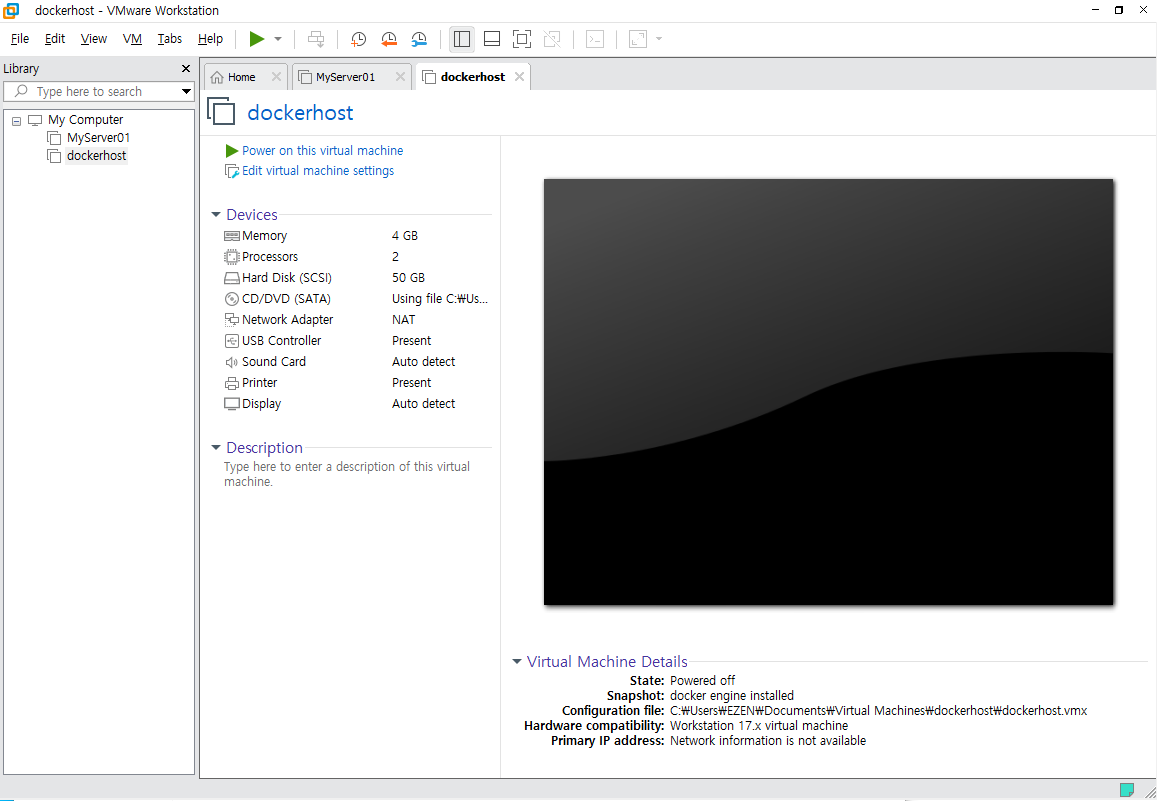 dockerhost - VMware Workstation
File Edit View VM Tabs Help
Library
Type here to search
My Computer
MyServer01
dockerhost
Home MyServer01 dockerhost
dockerhost
Power on this virtual machine
Edit virtual machine settings
Devices
Memory 4 GB
Processors 2
Hard Disk (SCSI) 50 GB
CD/DVD (SATA) Using file C:₩Us...
Network Adapter NAT
USB Controller Present
Sound Card Auto detect
Printer Present
Display Auto detect
Description
Type here to enter a description of this virtual
machine.
Virtual Machine Details
State: Powered off
Snapshot: docker engine installed
Configuration file: C:₩Users₩EZEN₩Documents₩Virtual Machines₩dockerhost₩dockerhost.vmx
Hardware compatibility: Workstation 17.x virtual machine
Primary IP address: Network information is not available